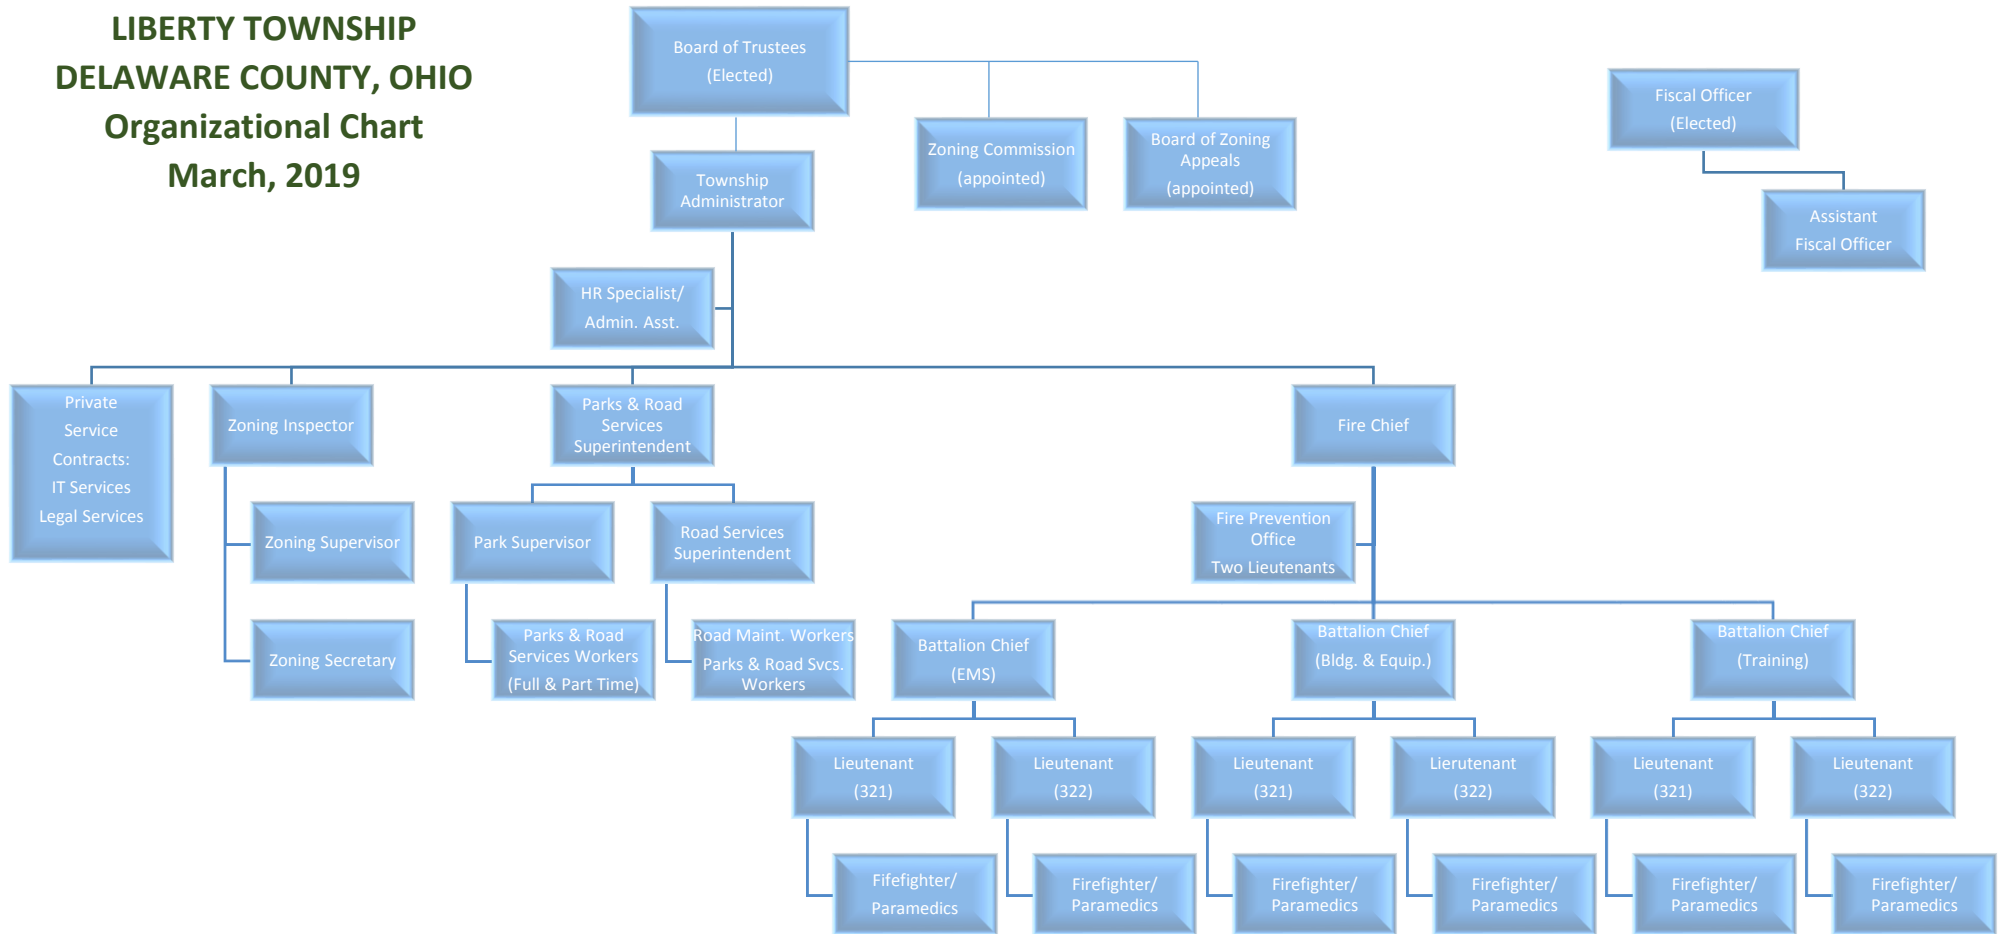 LIBERTY TOWNSHIP
DELAWARE COUNTY, OHIO
Organizational Chart
March, 2019
Board of Trustees
(Elected)
Fiscal Officer
(Elected)
Zoning Commission
(appointed)
Board of Zoning
Appeals
(appointed)
Township
Administrator
Assistant
Fiscal Officer
HR Specialist/
Admin. Asst.
Private
Service
Contracts:
IT Services
Legal Services
Zoning Inspector
Parks & Road
Services
Superintendent
Fire Chief
Zoning Supervisor
Park Supervisor
Road Services
Superintendent
Fire Prevention
Office
Two Lieutenants
Zoning Secretary
Parks & Road
Services Workers
(Full & Part Time)
Road Maint. Workers
Parks & Road Svcs.
Workers
Battalion Chief
(EMS)
Battalion Chief
(Bldg. & Equip.)
Battalion Chief
(Training)
Lieutenant
(321)
Lieutenant
(322)
Lieutenant
(321)
Lierutenant
(322)
Lieutenant
(321)
Lieutenant
(322)
Fifefighter/
Paramedics
Firefighter/
Paramedics
Firefighter/
Paramedics
Firefighter/
Paramedics
Firefighter/
Paramedics
Firefighter/
Paramedics